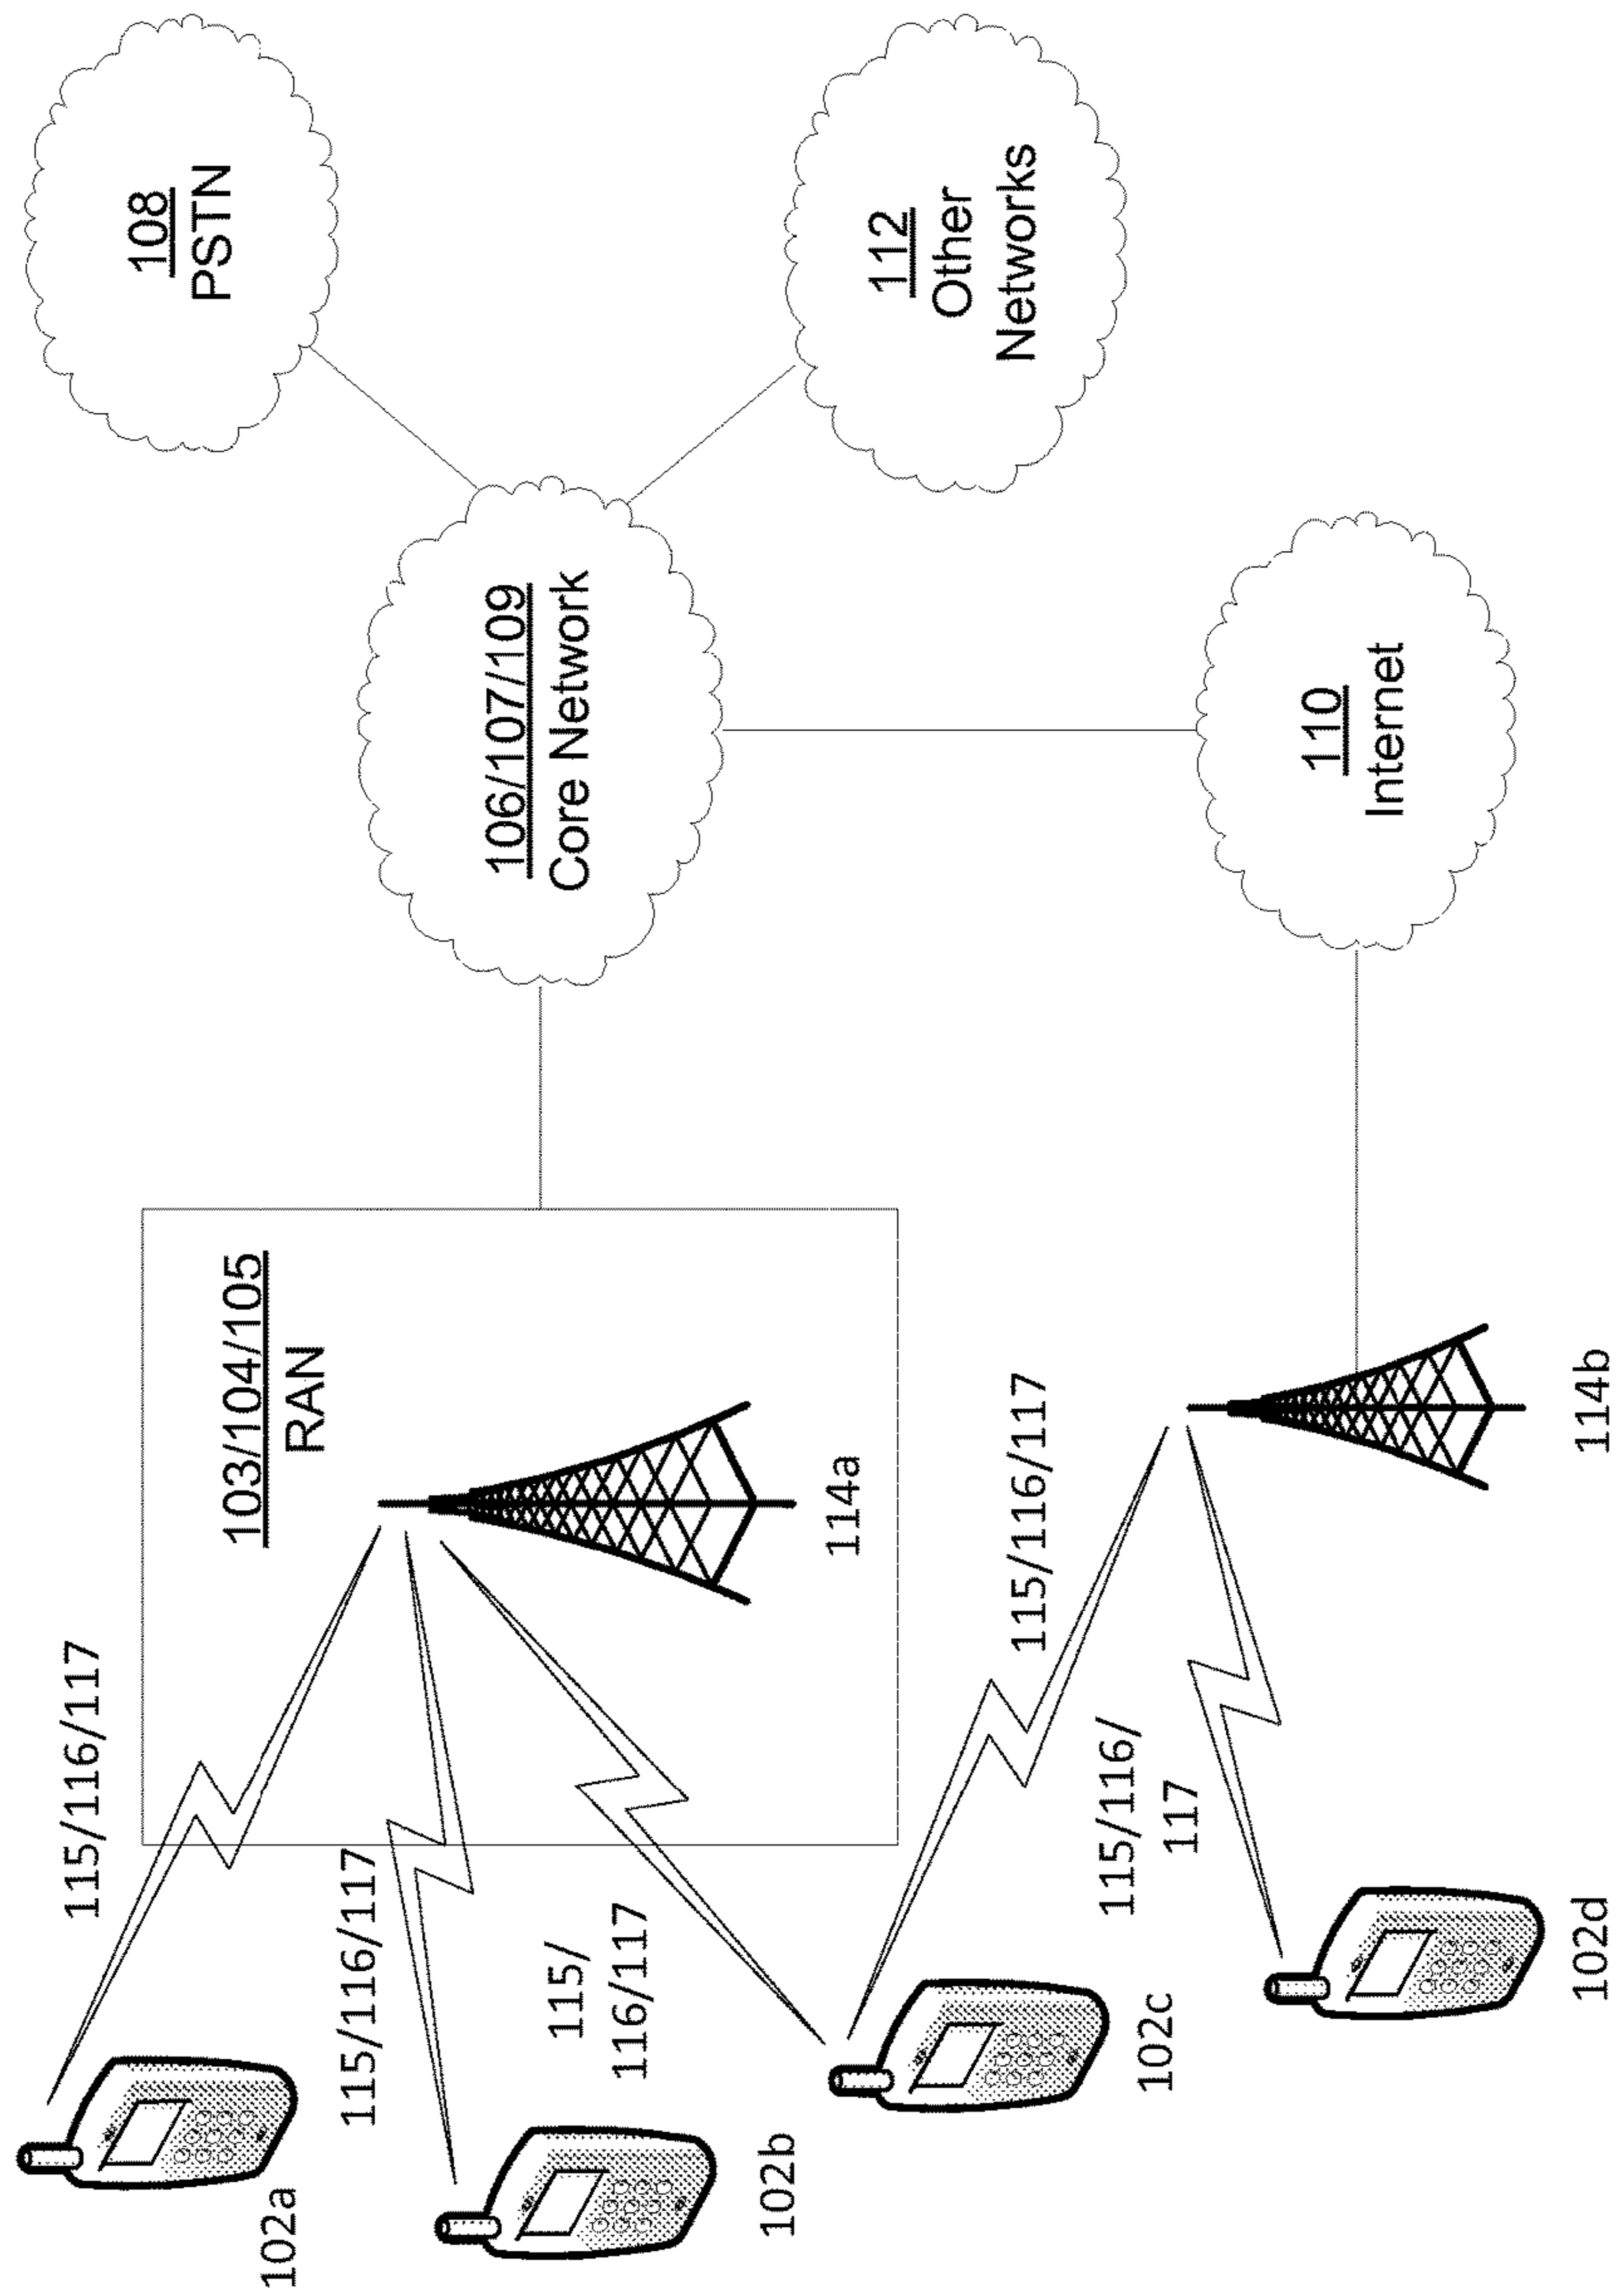 102a
115/116/117
103/104/105
RAN
108
PSTN
102b
115/116/117
114a
106/107/109
Core Network
115/
116/117
112
Other
Networks
102c
115/116/117
115/116/
117
110
Internet
102d
114b